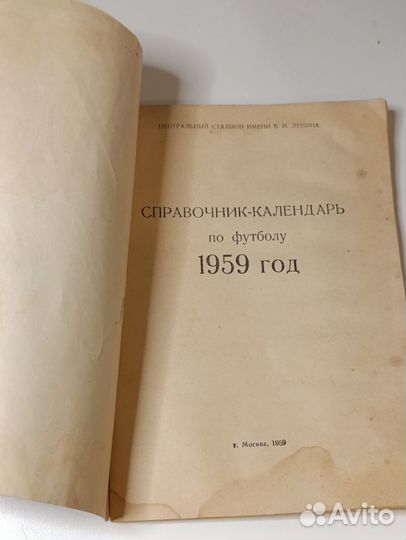 ЦЕНТРАЛЬНЫЙ СТАДИОН ИМЕНИ В. И. ЛЕНИНА
СПРАВОЧНИК-КАЛЕНДАРЬ
по футболу
1959 год
г. Москва, 1959
Avito